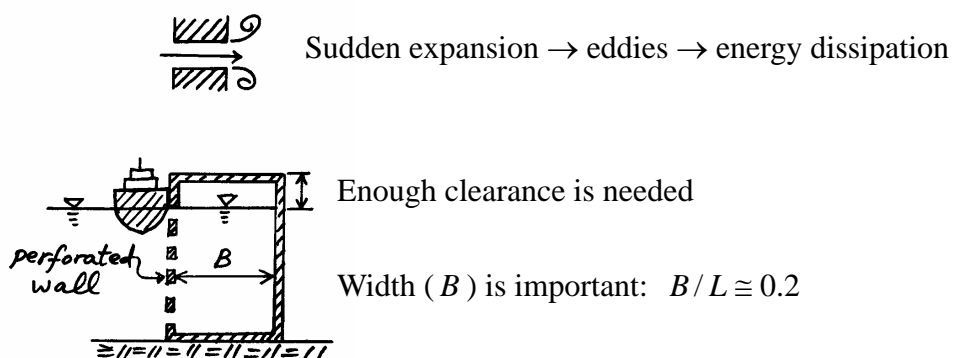 Sudden expansion → eddies → energy dissipation
Enough clearance is needed
perforated
wall
B
Width ( B ) is important: B / L ≅ 0.2